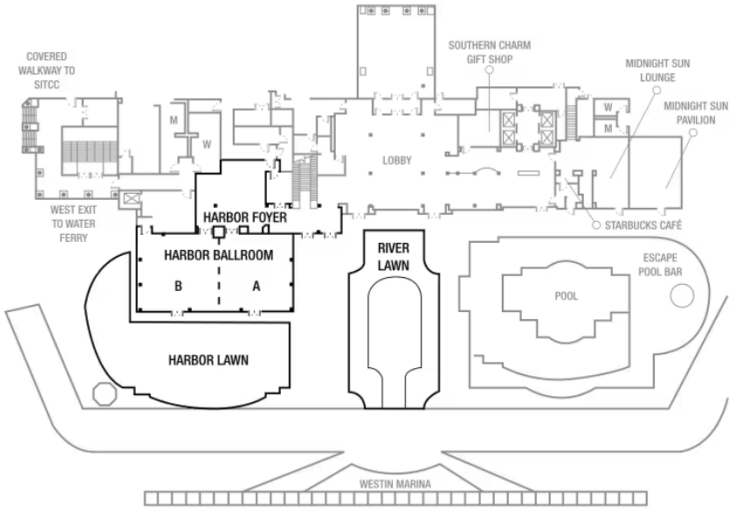 COVERED
WALKWAY TO
SITCC
SOUTHERN CHARM
GIFT SHOP
MIDNIGHT SUN
LOUNGE
MIDNIGHT SUN
PAVILION
M
W
W
M
LOBBY
WEST EXIT
TO WATER
FERRY
HARBOR FOYER
STARBUCKS CAFÉ
HARBOR BALLROOM
B
A
RIVER
LAWN
ESCAPE
POOL BAR
POOL
HARBOR LAWN
WESTIN MARINA